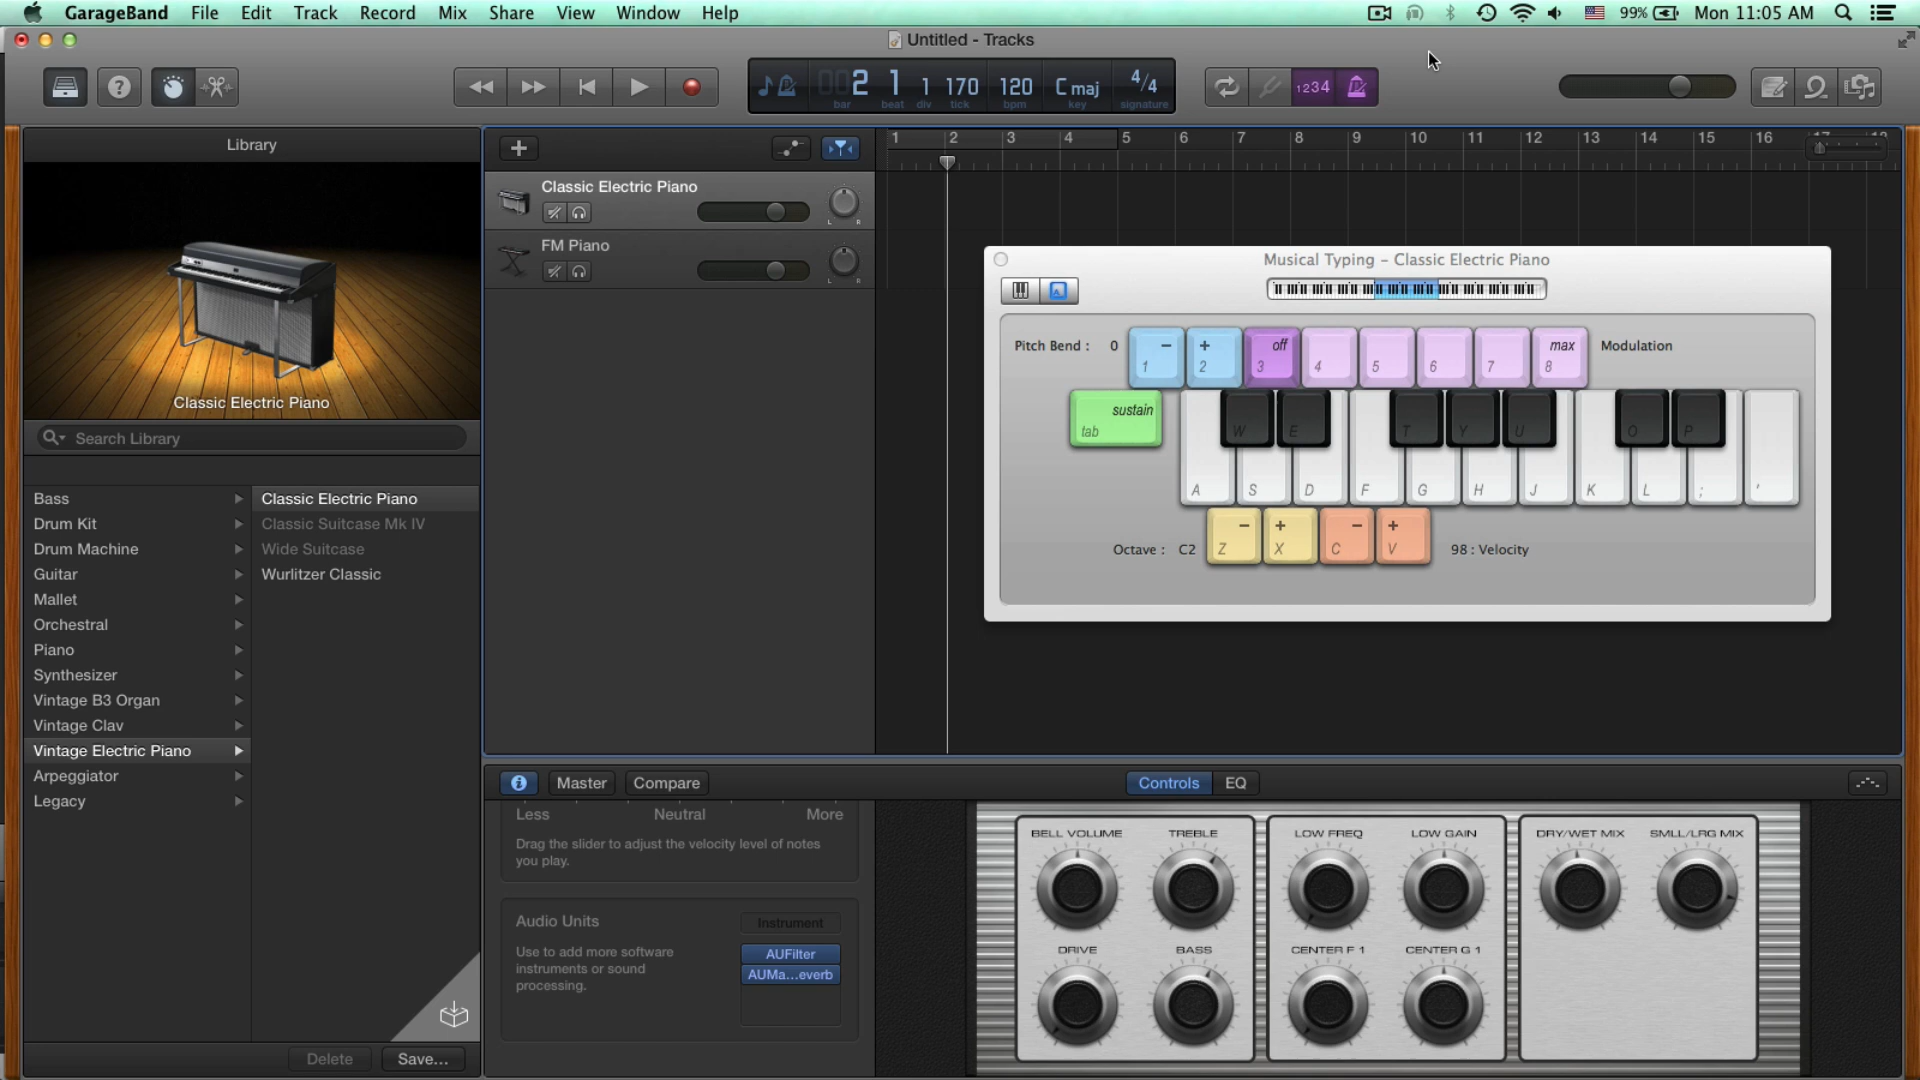 GarageBand File Edit Track Record Mix Share View Window Help
99% Mon 11:05 AM
Untitled - Tracks
002 1 1 170 120 C maj 4/4
bar beat div tick bpm key signature
1234
Library
Classic Electric Piano
Search Library
Bass
Drum Kit
Drum Machine
Guitar
Mallet
Orchestral
Piano
Synthesizer
Vintage B3 Organ
Vintage Clav
Vintage Electric Piano
Arpeggiator
Legacy
Classic Electric Piano
Classic Suitcase Mk IV
Wide Suitcase
Wurlitzer Classic
Delete Save...
1 2 3 4 5 6 7 8 9 10 11 12 13 14 15 16 17 18
Classic Electric Piano
L R
FM Piano
L R
Musical Typing - Classic Electric Piano
Pitch Bend : 0 − + off max Modulation
1 2 3 4 5 6 7 8
sustain
tab
W E T Y U O P
A S D F G H J K L ; '
− + − +
Octave : C2 Z X C V 98 : Velocity
Master Compare Controls EQ
Less Neutral More
Drag the slider to adjust the velocity level of notes
you play.
Audio Units
Instrument
Use to add more software
instruments or sound
processing.
AUFilter
AUMa...everb
BELL VOLUME TREBLE LOW FREQ LOW GAIN DRY/WET MIX SMLL/LRG MIX
DRIVE BASS CENTER F 1 CENTER G 1